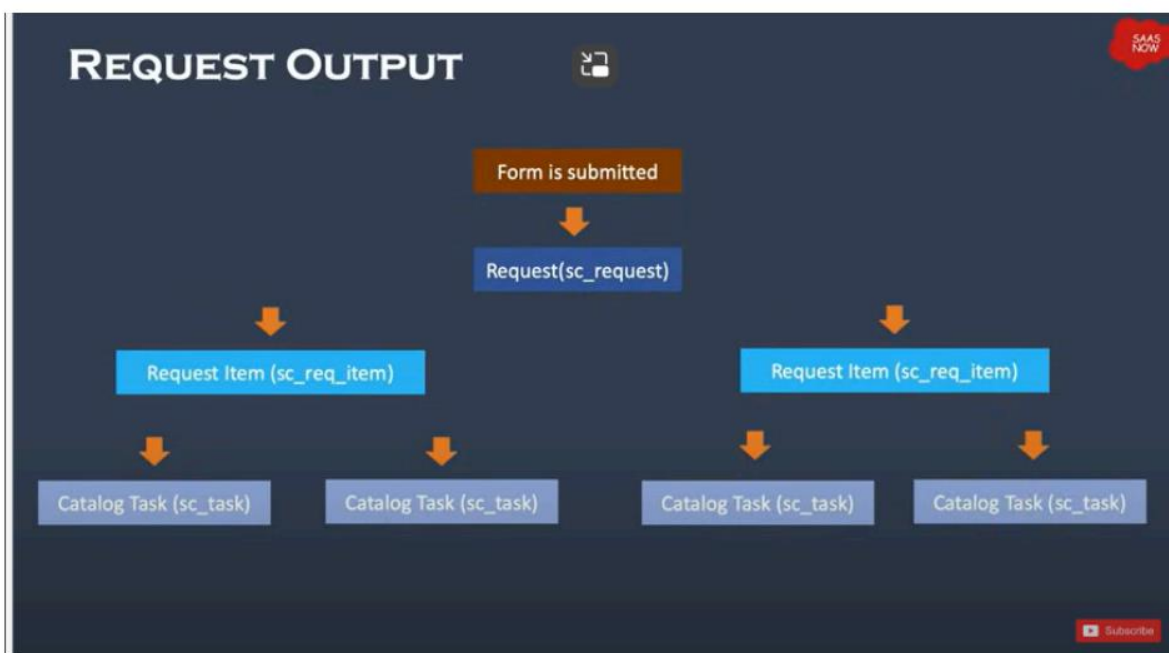 REQUEST OUTPUT
SAAS
NOW
Form is submitted
Request(sc_request)
Request Item (sc_req_item)
Request Item (sc_req_item)
Catalog Task (sc_task)
Catalog Task (sc_task)
Catalog Task (sc_task)
Catalog Task (sc_task)
Subscribe